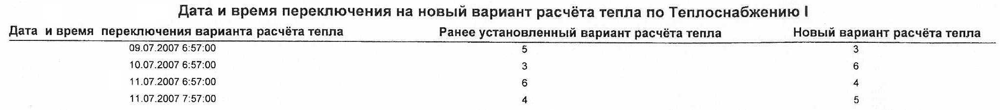 Дата и время переключения на новый вариант расчёта тепла по Теплоснабжению I
Дата и время переключения варианта расчёта тепла Ранее установленный вариант расчёта тепла Новый вариант расчёта тепла
09.07.2007 6:57:00 5 3
10.07.2007 6:57:00 3 6
11.07.2007 6:57:00 6 4
11.07.2007 7:57:00 4 5